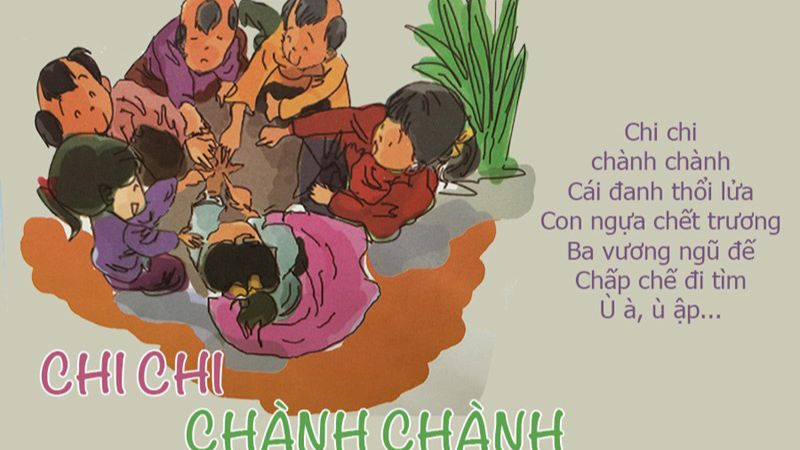 Chi chi
chành chành
Cái đanh thổi lửa
Con ngựa chết trương
Ba vương ngũ đế
Chấp chế đi tìm
Ù à, ù ập...
CHI CHI
CHÀNH CHÀNH